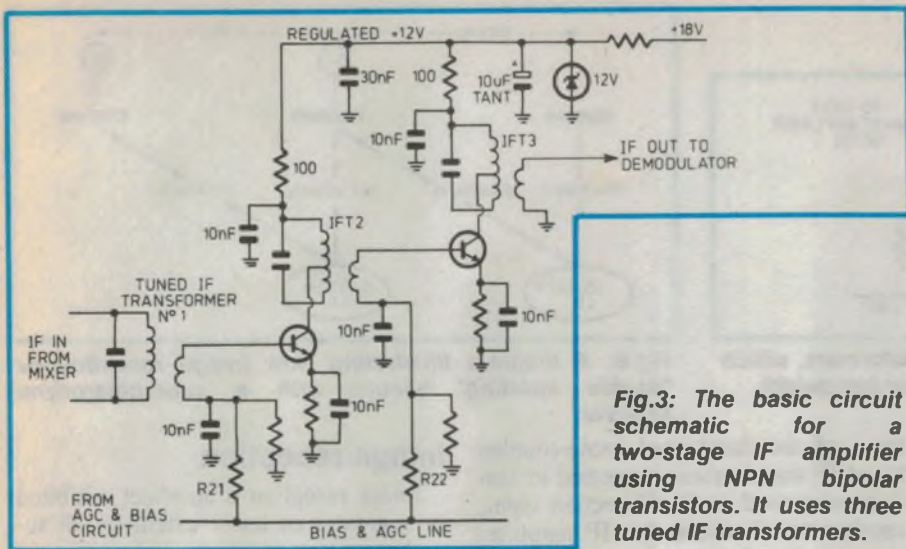 REGULATED +12V
+18V
30nF
100
10uF
TANT
+
12V
10nF
IFT3
IF OUT TO
DEMODULATOR
100
10nF
IFT2
TUNED IF
TRANSFORMER
Nº 1
10nF
10nF
IF IN
FROM
MIXER
10nF
10nF
R21
R22
FROM
AGC & BIAS
CIRCUIT
BIAS & AGC LINE
Fig.3: The basic circuit
schematic for a
two-stage IF amplifier
using NPN bipolar
transistors. It uses three
tuned IF transformers.